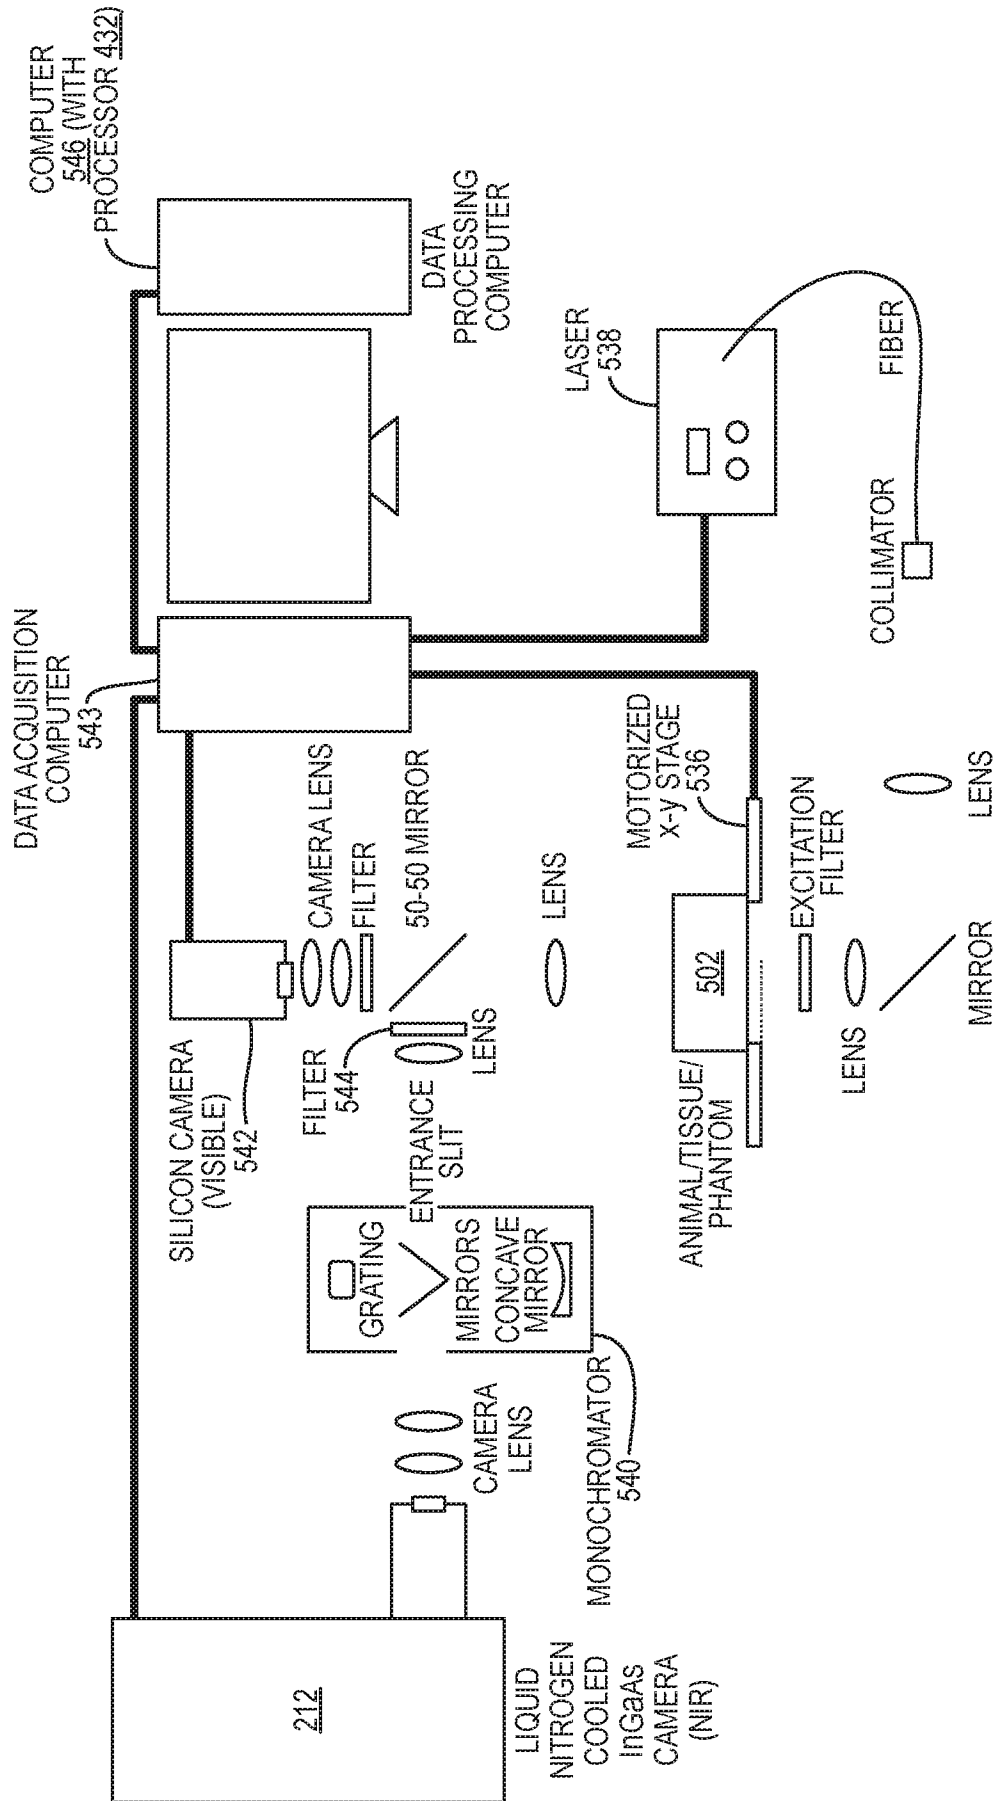 COMPUTER
546 (WITH
PROCESSOR 432)
DATA
PROCESSING
COMPUTER
DATA ACQUISITION
COMPUTER
543
LASER
538
FIBER
COLLIMATOR
SILICON CAMERA
(VISIBLE)
542
CAMERA LENS
FILTER
50-50 MIRROR
FILTER
544
LENS
LENS
MOTORIZED
x-y STAGE
536
502
ANIMAL/TISSUE/
PHANTOM
EXCITATION
FILTER
LENS
MIRROR
LENS
ENTRANCE
SLIT
GRATING
MIRRORS
CONCAVE
MIRROR
MONOCHROMATOR
540
CAMERA
LENS
212
LIQUID
NITROGEN
COOLED
InGaAs
CAMERA
(NIR)